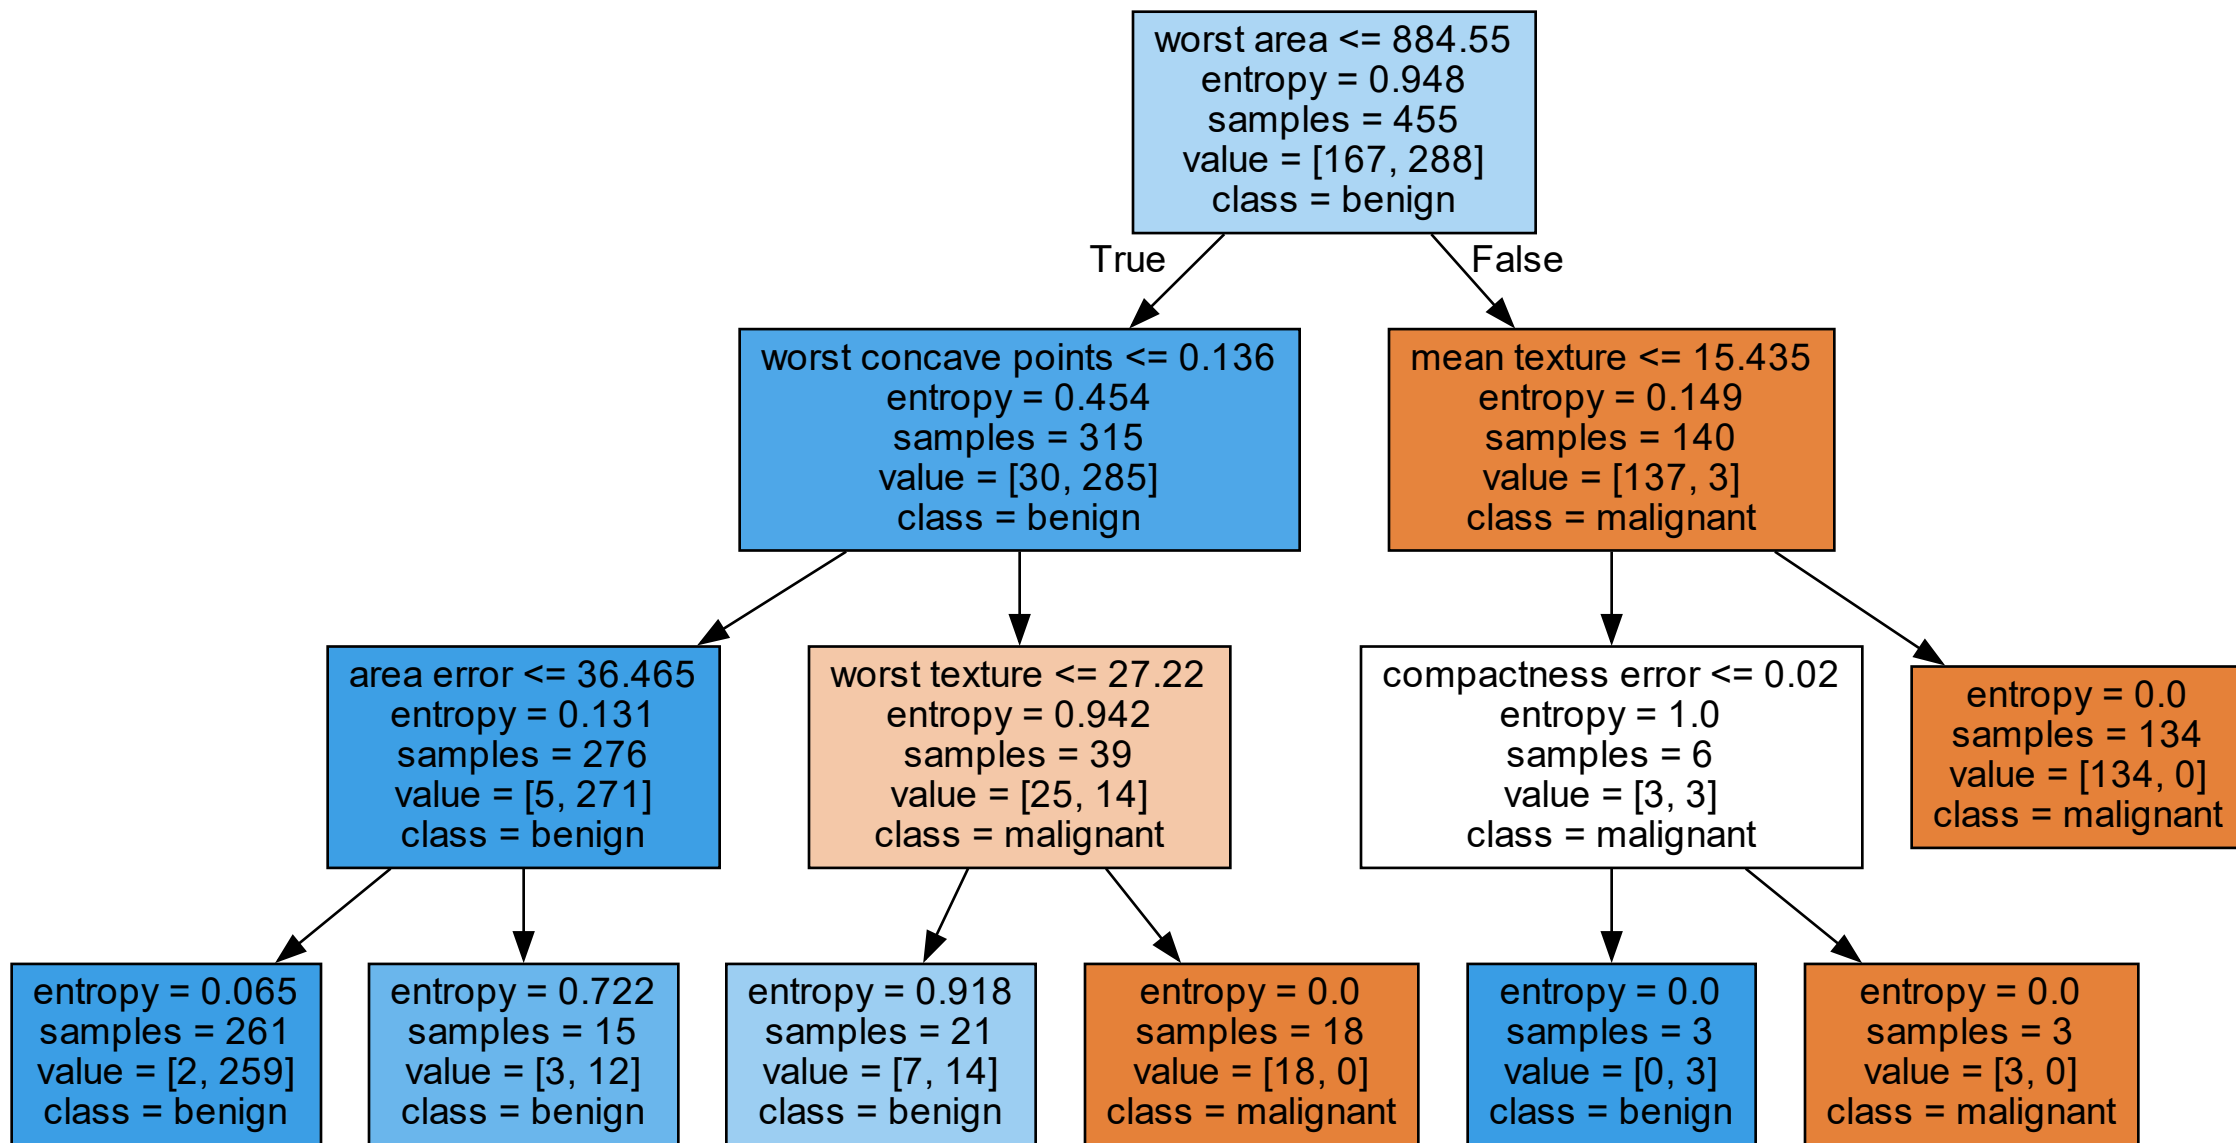 worst area <= 884.55
entropy = 0.948
samples = 455
value = [167, 288]
class = benign
True
False
worst concave points <= 0.136
entropy = 0.454
samples = 315
value = [30, 285]
class = benign
mean texture <= 15.435
entropy = 0.149
samples = 140
value = [137, 3]
class = malignant
area error <= 36.465
entropy = 0.131
samples = 276
value = [5, 271]
class = benign
worst texture <= 27.22
entropy = 0.942
samples = 39
value = [25, 14]
class = malignant
compactness error <= 0.02
entropy = 1.0
samples = 6
value = [3, 3]
class = malignant
entropy = 0.0
samples = 134
value = [134, 0]
class = malignant
entropy = 0.065
samples = 261
value = [2, 259]
class = benign
entropy = 0.722
samples = 15
value = [3, 12]
class = benign
entropy = 0.918
samples = 21
value = [7, 14]
class = benign
entropy = 0.0
samples = 18
value = [18, 0]
class = malignant
entropy = 0.0
samples = 3
value = [0, 3]
class = benign
entropy = 0.0
samples = 3
value = [3, 0]
class = malignant